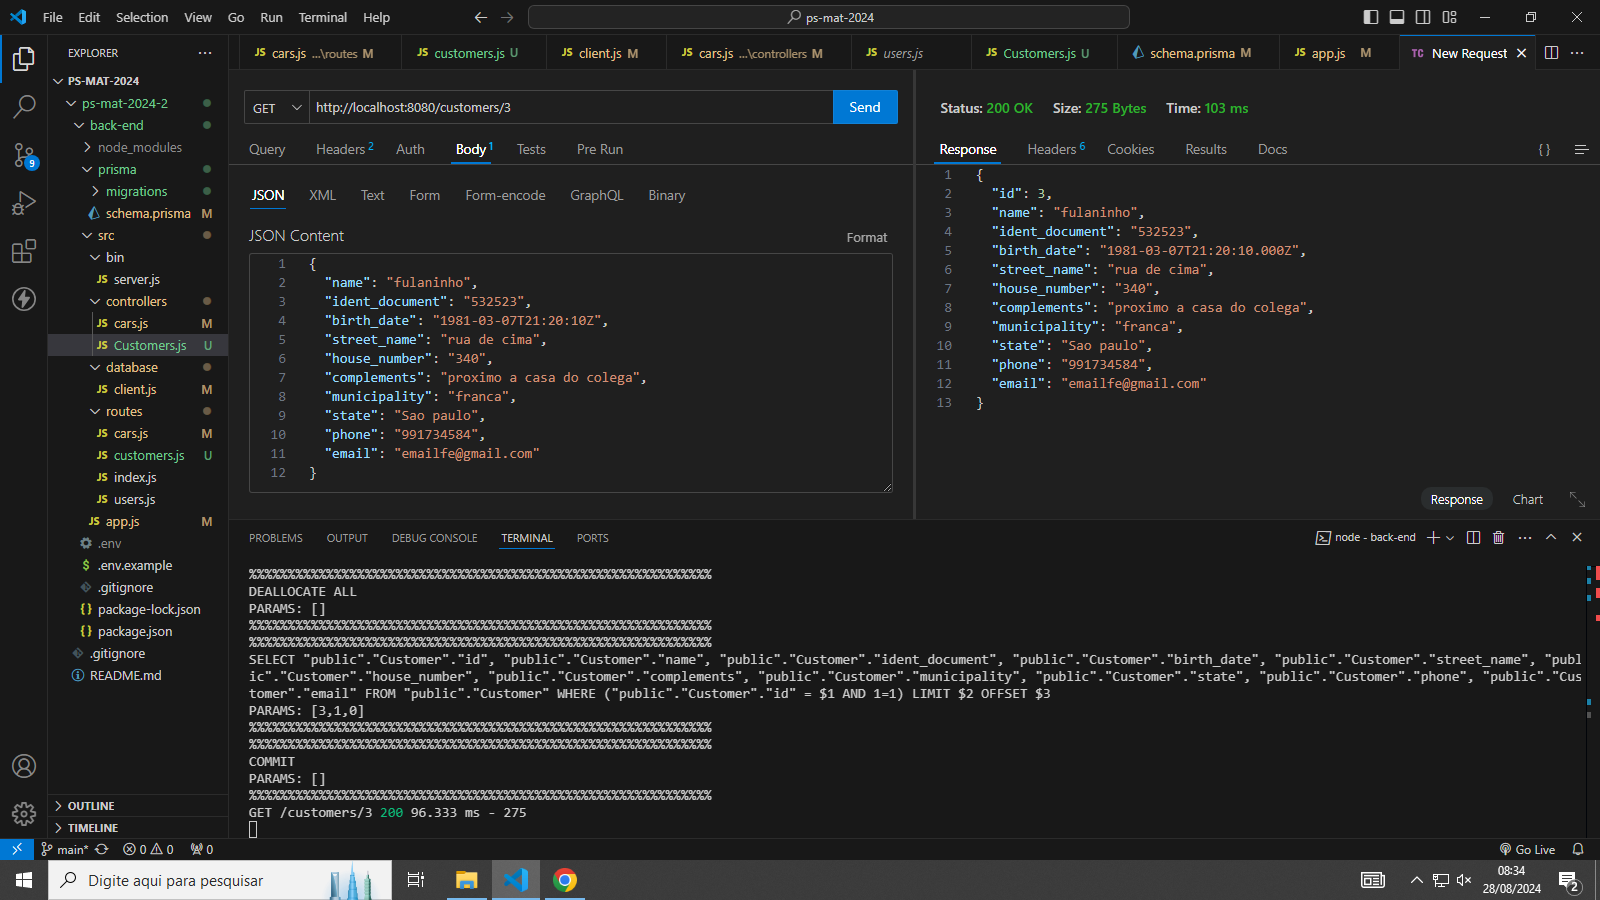 File Edit Selection View Go Run Terminal Help
ps-mat-2024
EXPLORER
PS-MAT-2024
ps-mat-2024-2
back-end
node_modules
prisma
migrations
schema.prisma M
src
bin
JS server.js
controllers
JS cars.js M
JS Customers.js U
database
JS client.js M
routes
JS cars.js M
JS customers.js U
JS index.js
JS users.js
JS app.js M
.env
$ .env.example
.gitignore
{} package-lock.json
{} package.json
.gitignore
README.md
OUTLINE
TIMELINE
9
JS cars.js ...\routes M
JS customers.js U
JS client.js M
JS cars.js ...\controllers M
JS users.js
JS Customers.js U
schema.prisma M
JS app.js M
TC New Request
GET http://localhost:8080/customers/3 Send
Query Headers 2 Auth Body 1 Tests Pre Run
JSON XML Text Form Form-encode GraphQL Binary
JSON Content Format
1 {
2 "name": "fulaninho",
3 "ident_document": "532523",
4 "birth_date": "1981-03-07T21:20:10Z",
5 "street_name": "rua de cima",
6 "house_number": "340",
7 "complements": "proximo a casa do colega",
8 "municipality": "franca",
9 "state": "Sao paulo",
10 "phone": "991734584",
11 "email": "emailfe@gmail.com"
12 }
Status: 200 OK Size: 275 Bytes Time: 103 ms
Response Headers 6 Cookies Results Docs { }
1 {
2 "id": 3,
3 "name": "fulaninho",
4 "ident_document": "532523",
5 "birth_date": "1981-03-07T21:20:10.000Z",
6 "street_name": "rua de cima",
7 "house_number": "340",
8 "complements": "proximo a casa do colega",
9 "municipality": "franca",
10 "state": "Sao paulo",
11 "phone": "991734584",
12 "email": "emailfe@gmail.com"
13 }
Response Chart
PROBLEMS OUTPUT DEBUG CONSOLE TERMINAL PORTS
node - back-end
%%%%%%%%%%%%%%%%%%%%%%%%%%%%%%%%%%%%%%%%%%%%%%%%%%%%%%%%%%%%
DEALLOCATE ALL
PARAMS: []
%%%%%%%%%%%%%%%%%%%%%%%%%%%%%%%%%%%%%%%%%%%%%%%%%%%%%%%%%%%%
%%%%%%%%%%%%%%%%%%%%%%%%%%%%%%%%%%%%%%%%%%%%%%%%%%%%%%%%%%%%
SELECT "public"."Customer"."id", "public"."Customer"."name", "public"."Customer"."ident_document", "public"."Customer"."birth_date", "public"."Customer"."street_name", "publ
ic"."Customer"."house_number", "public"."Customer"."complements", "public"."Customer"."municipality", "public"."Customer"."state", "public"."Customer"."phone", "public"."Cus
tomer"."email" FROM "public"."Customer" WHERE ("public"."Customer"."id" = $1 AND 1=1) LIMIT $2 OFFSET $3
PARAMS: [3,1,0]
%%%%%%%%%%%%%%%%%%%%%%%%%%%%%%%%%%%%%%%%%%%%%%%%%%%%%%%%%%%%
%%%%%%%%%%%%%%%%%%%%%%%%%%%%%%%%%%%%%%%%%%%%%%%%%%%%%%%%%%%%
COMMIT
PARAMS: []
%%%%%%%%%%%%%%%%%%%%%%%%%%%%%%%%%%%%%%%%%%%%%%%%%%%%%%%%%%%%
GET /customers/3 200 96.333 ms - 275
main* 0 0 0 Go Live
Digite aqui para pesquisar
08:34
28/08/2024
2